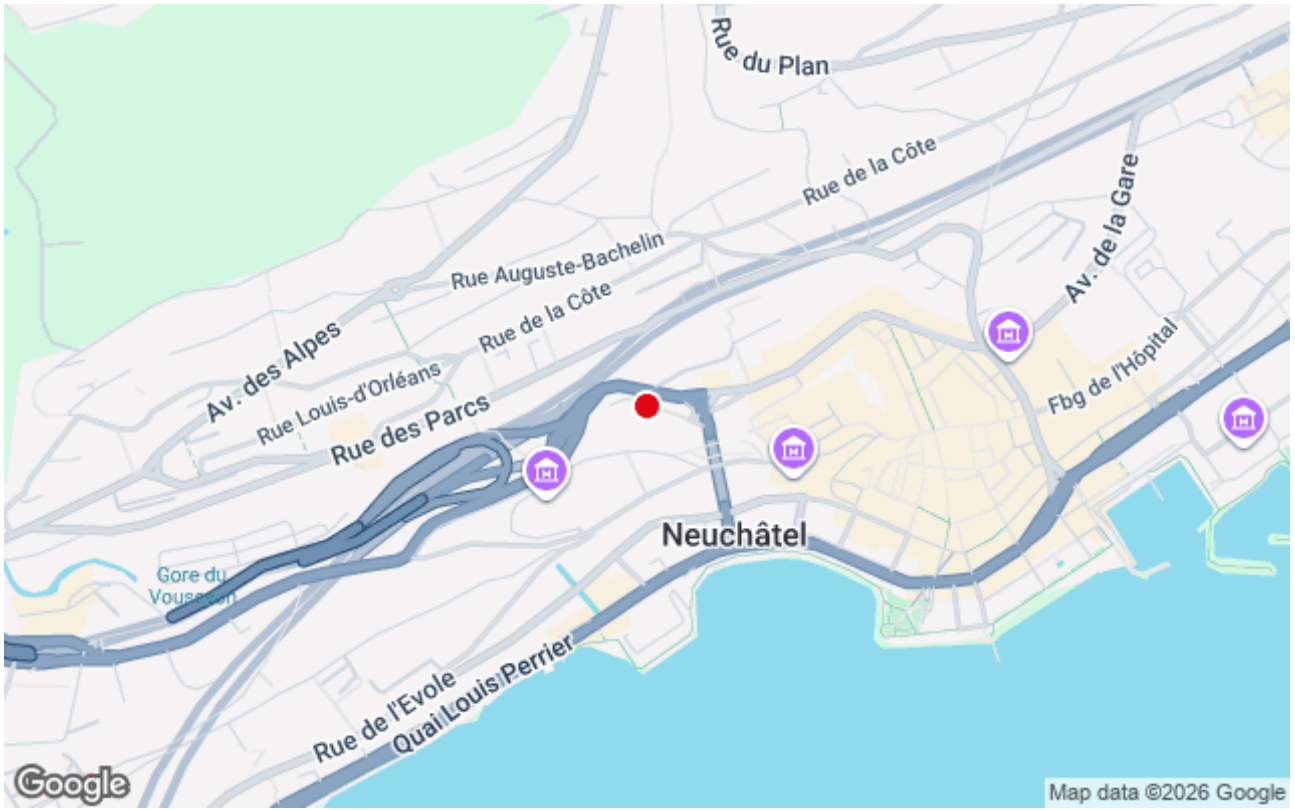 Rue du Plan
Rue de la Côte
Av. de la Gare
Rue Auguste-Bachelin
Rue de la Côte
Av. des Alpes
Rue Louis-d'Orléans
Rue des Parcs
Fbg de l'Hôpital
Neuchâtel
Gore du
Vouseyon
Rue de l'Evole
Quai Louis Perrier
Google
Map data ©2026 Google